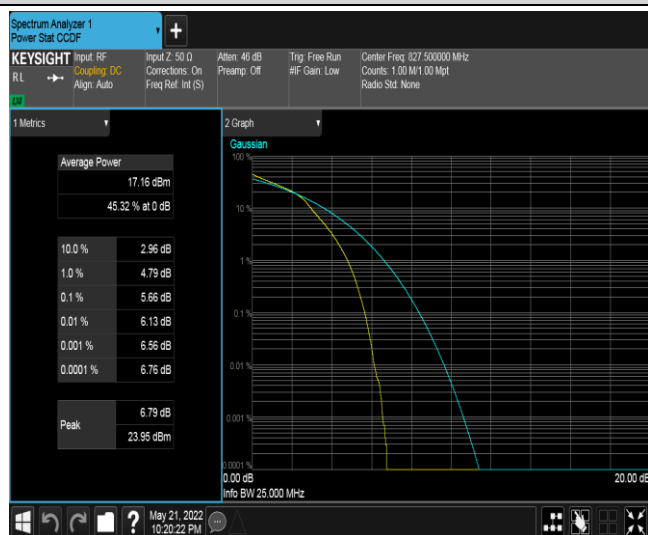 Spectrum Analyzer 1
Power Stat CCDF
+
KEYSIGHT
R L
LXI
Input: RF
Coupling: DC
Align: Auto
Input Z: 50 Ω
Corrections: On
Freq Ref: Int (S)
Atten: 46 dB
Preamp: Off
Trig: Free Run
#IF Gain: Low
Center Freq: 827.500000 MHz
Counts: 1.00 M/1.00 Mpt
Radio Std: None
1 Metrics
Average Power
17.16 dBm
45.32 % at 0 dB
10.0 % 2.96 dB
1.0 % 4.79 dB
0.1 % 5.66 dB
0.01 % 6.13 dB
0.001 % 6.56 dB
0.0001 % 6.76 dB
Peak
6.79 dB
23.95 dBm
2 Graph
Gaussian
100 %
10 %
1 %
0.1 %
0.01 %
0.001 %
0.0001 %
0.00 dB 20.00 dB
Info BW 25.000 MHz
?
May 21, 2022
10:20:22 PM